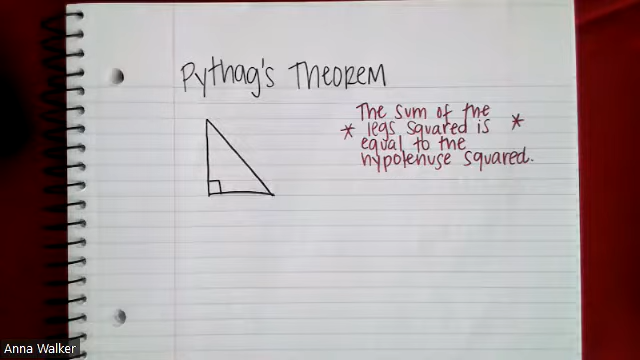 Pythag's Theorem
The sum of the
* legs squared is *
equal to the
hypotenuse squared.
Anna Walker